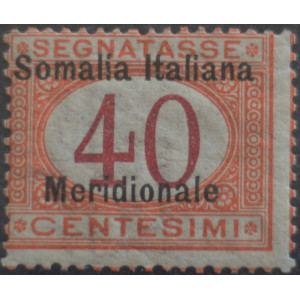 SEGNATASSE
Somalia Italiana
40
Meridionale
CENTESIMI